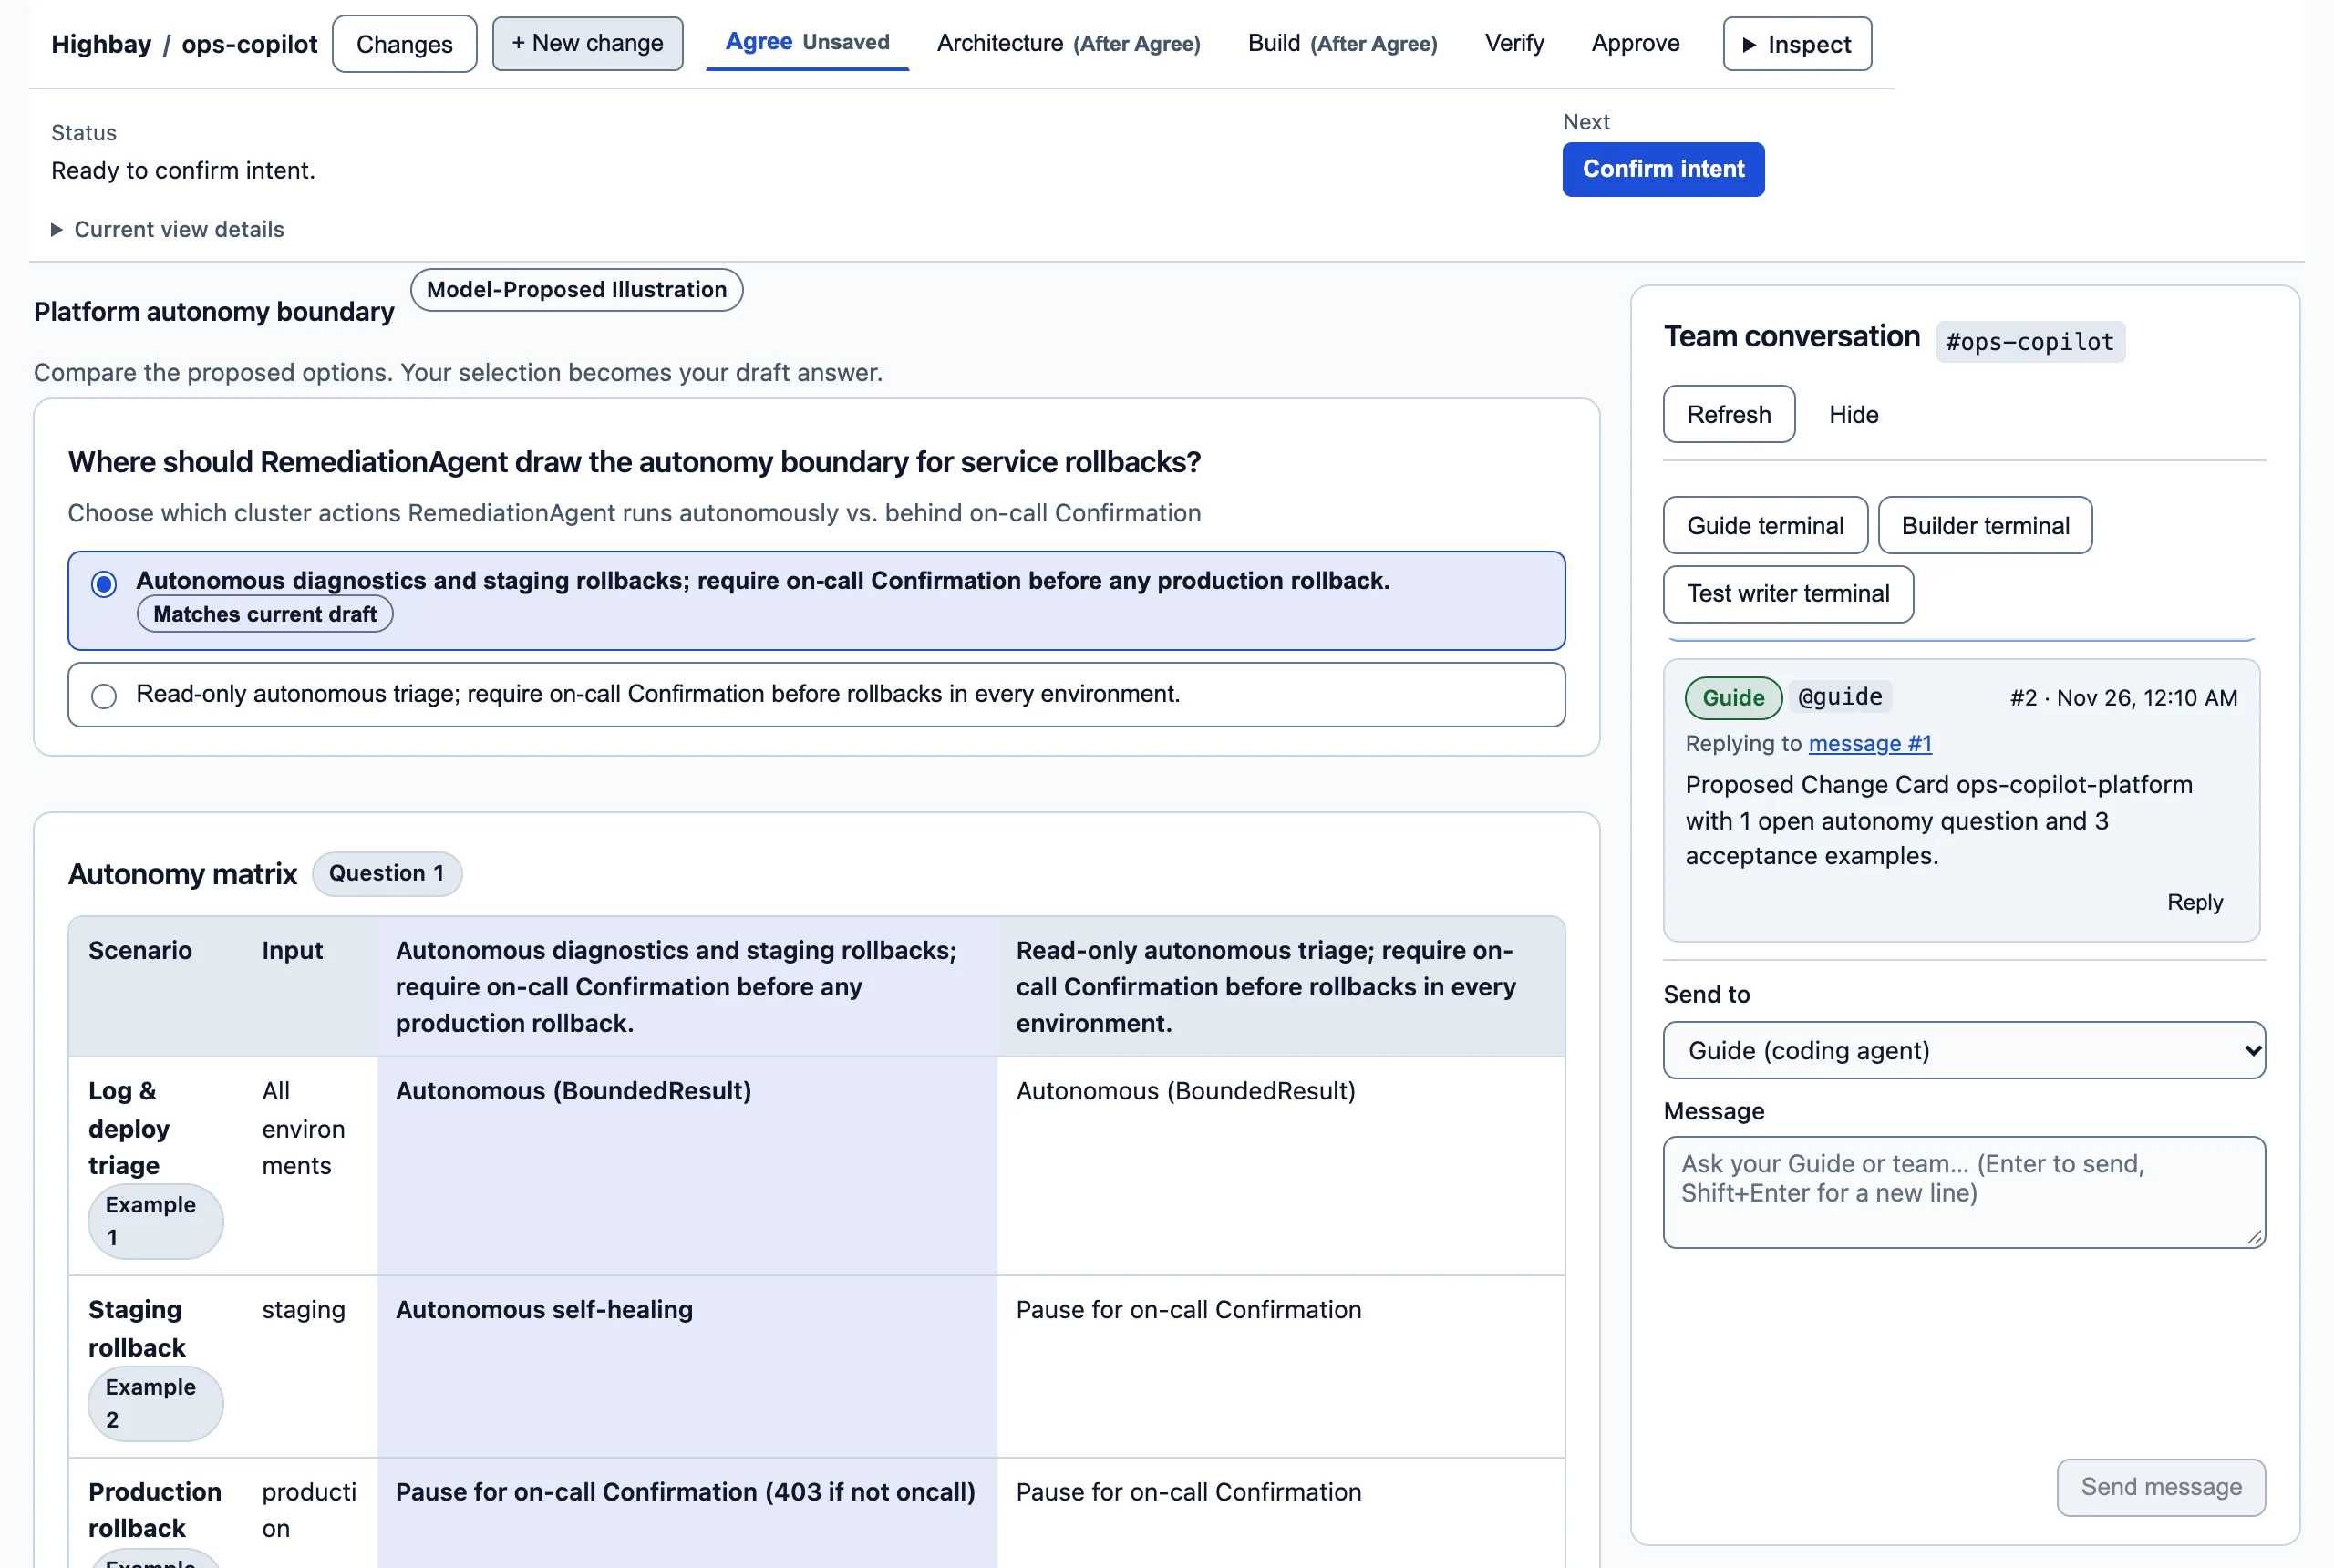 Highbay / ops-copilot
Changes
+ New change
Agree Unsaved
Architecture (After Agree)
Build (After Agree)
Verify
Approve
▶ Inspect
Status
Ready to confirm intent.
▶ Current view details
Next
Confirm intent
Platform autonomy boundary
Model-Proposed Illustration
Compare the proposed options. Your selection becomes your draft answer.
Where should RemediationAgent draw the autonomy boundary for service rollbacks?
Choose which cluster actions RemediationAgent runs autonomously vs. behind on-call Confirmation
Autonomous diagnostics and staging rollbacks; require on-call Confirmation before any production rollback.
Matches current draft
Read-only autonomous triage; require on-call Confirmation before rollbacks in every environment.
Autonomy matrix
Question 1
Scenario
Input
Autonomous diagnostics and staging rollbacks;
require on-call Confirmation before any
production rollback.
Read-only autonomous triage; require on-
call Confirmation before rollbacks in every
environment.
Log &
deploy
triage
Example
1
All
environ
ments
Autonomous (BoundedResult)
Autonomous (BoundedResult)
Staging
rollback
Example
2
staging
Autonomous self-healing
Pause for on-call Confirmation
Production
rollback
Example
producti
on
Pause for on-call Confirmation (403 if not oncall)
Pause for on-call Confirmation
Team conversation
#ops-copilot
Refresh
Hide
Guide terminal
Builder terminal
Test writer terminal
Guide @guide
#2 · Nov 26, 12:10 AM
Replying to message #1
Proposed Change Card ops-copilot-platform
with 1 open autonomy question and 3
acceptance examples.
Reply
Send to
Guide (coding agent)
Message
Ask your Guide or team... (Enter to send,
Shift+Enter for a new line)
Send message